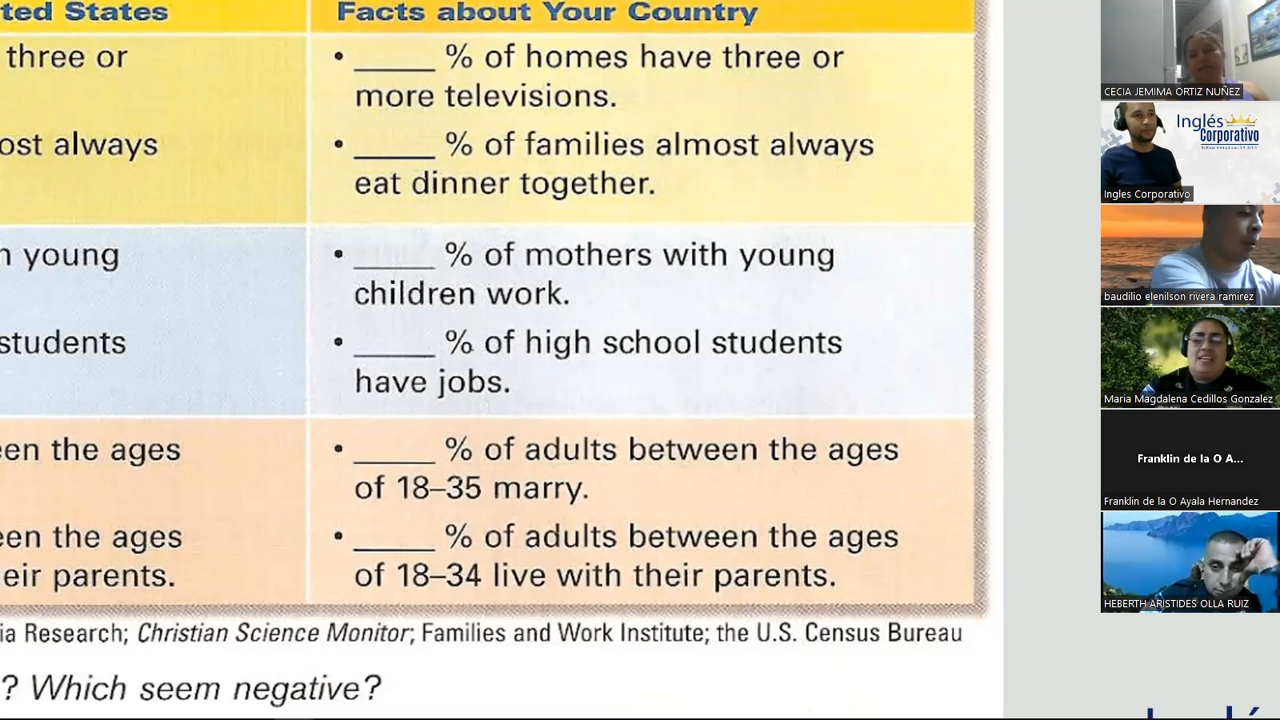 ted States
Facts about Your Country
three or
• _____ % of homes have three or
more televisions.
ost always
• _____ % of families almost always
eat dinner together.
n young
• _____ % of mothers with young
children work.
students
• _____ % of high school students
have jobs.
een the ages
• _____ % of adults between the ages
of 18–35 marry.
een the ages
• _____ % of adults between the ages
eir parents.
of 18–34 live with their parents.
ia Research; Christian Science Monitor; Families and Work Institute; the U.S. Census Bureau
? Which seem negative?
CECIA JEMIMA ORTIZ NUÑEZ
Inglés
Corporativo
Ingles Corporativo
baudilio elenilson rivera ramirez
Maria Magdalena Cedillos Gonzalez
Franklin de la O A...
Franklin de la O Ayala Hernandez
HEBERTH ARISTIDES OLLA RUIZ